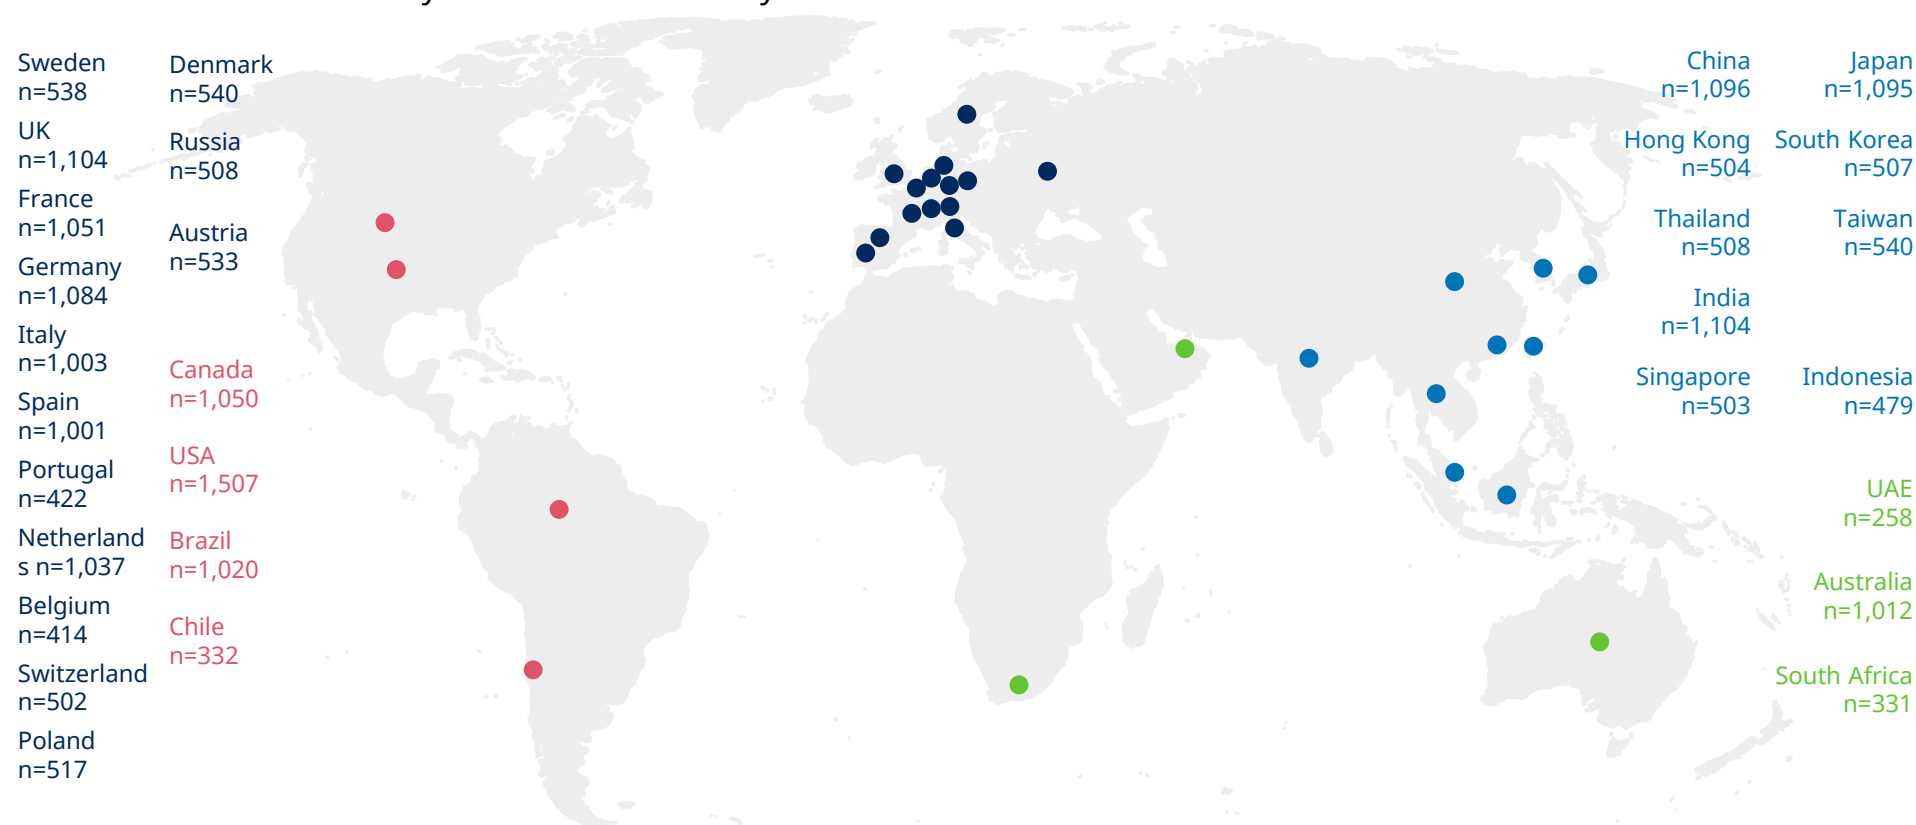 Sweden
n=538
UK
n=1,104
France
n=1,051
Germany
n=1,084
Italy
n=1,003
Spain
n=1,001
Portugal
n=422
Netherland
s n=1,037
Belgium
n=414
Switzerland
n=502
Poland
n=517
Denmark
n=540
Russia
n=508
Austria
n=533
Canada
n=1,050
USA
n=1,507
Brazil
n=1,020
Chile
n=332
China
n=1,096
Hong Kong
n=504
Thailand
n=508
India
n=1,104
Singapore
n=503
Japan
n=1,095
South Korea
n=507
Taiwan
n=540
Indonesia
n=479
UAE
n=258
Australia
n=1,012
South Africa
n=331